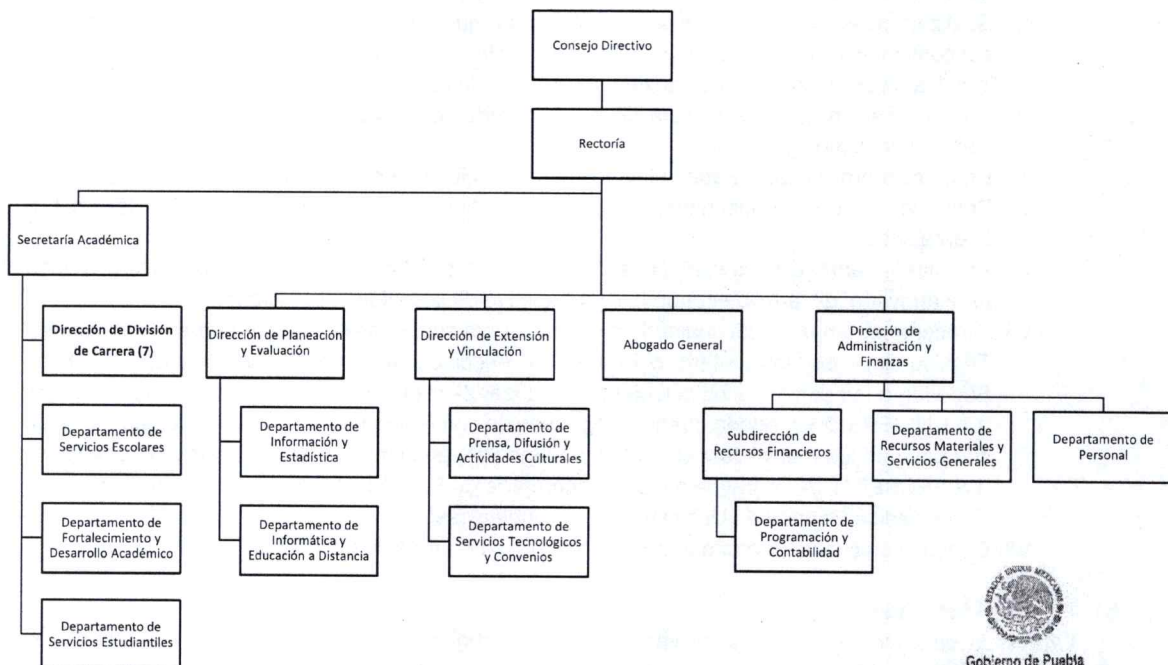 Consejo Directivo
Rectoría
Secretaría Académica
Dirección de División
de Carrera (7)
Departamento de
Servicios Escolares
Departamento de
Fortalecimiento y
Desarrollo Académico
Departamento de
Servicios Estudiantiles
Dirección de Planeación
y Evaluación
Departamento de
Información y
Estadística
Departamento de
Informática y
Educación a Distancia
Dirección de Extensión
y Vinculación
Departamento de
Prensa, Difusión y
Actividades Culturales
Departamento de
Servicios Tecnológicos
y Convenios
Abogado General
Dirección de
Administración y
Finanzas
Subdirección de
Recursos Financieros
Departamento de
Programación y
Contabilidad
Departamento de
Recursos Materiales y
Servicios Generales
Departamento de
Personal
ESTADOS UNIDOS MEXICANOS
Gobierno de Puebla